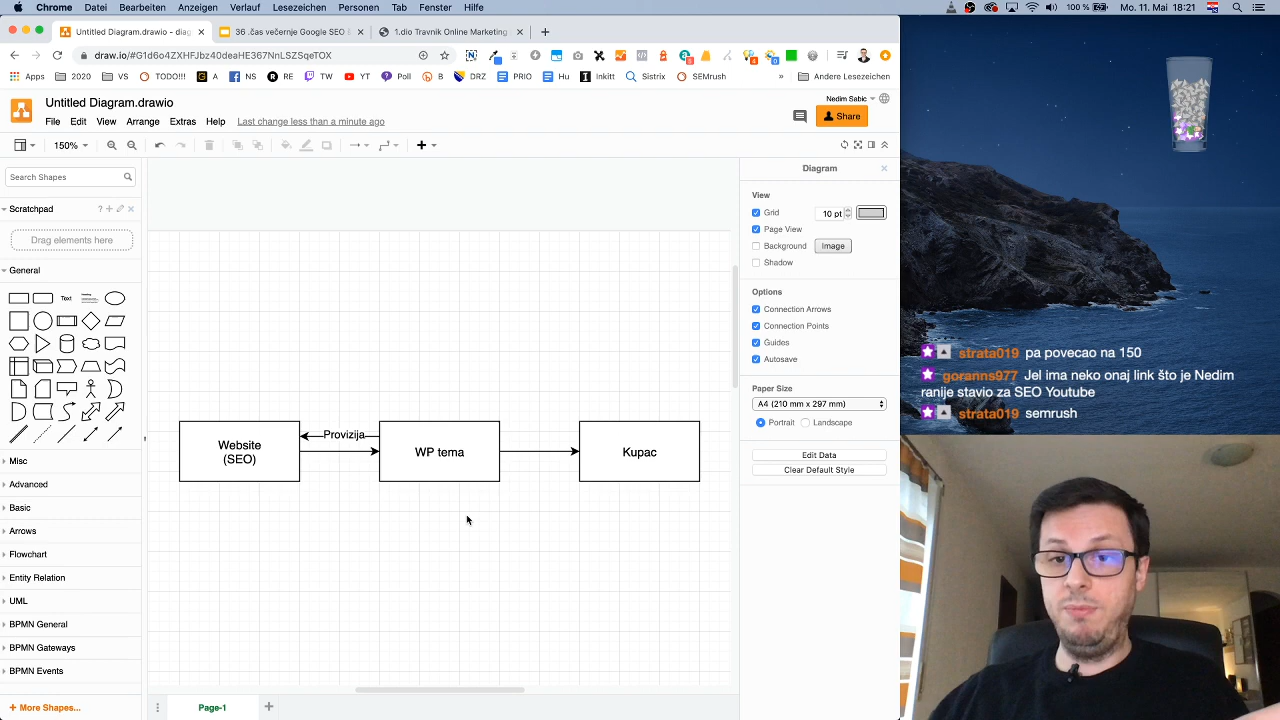 Chrome Datei Bearbeiten Anzeigen Verlauf Lesezeichen Personen Tab Fenster Hilfe
100 % Mo. 11. Mai 18:21
Untitled Diagram.drawio - draw
S6 .čas večernje Google SEO E
1.dio Travnik Online Marketing
draw.io/#G1d6o4ZXHFJbz40deaHE367NnLSZSqeTOX
Apps 2020 VS TODO!!! A FS NS RE TW YT Poll B DRZ PRIO Hu Inkitt Sistrix SEMrush » Andere Lesezeichen
Untitled Diagram.drawio
Nedim Sabic
File Edit View Arrange Extras Help Last change less than a minute ago
Share
150%
Search Shapes
Scratchpad
Drag elements here
General
Text
Misc
Advanced
Basic
Arrows
Flowchart
Entity Relation
UML
BPMN General
BPMN Gateways
BPMN Events
+ More Shapes...
Page-1
Website
(SEO)
Provizija
WP tema
Kupac
Diagram
View
Grid 10 pt
Page View
Background Image
Shadow
Options
Connection Arrows
Connection Points
Guides
Autosave
Paper Size
A4 (210 mm x 297 mm)
Portrait Landscape
Edit Data
Clear Default Style
strata019 pa povecao na 150
goranns977 Jel ima neko onaj link što je Nedim
ranije stavio za SEO Youtube
strata019 semrush